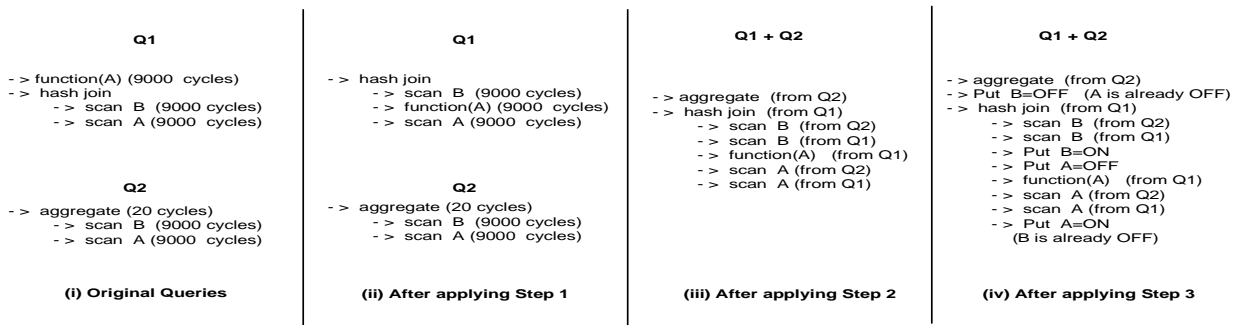 Q1
-> function(A) (9000 cycles)
-> hash join
-> scan B (9000 cycles)
-> scan A (9000 cycles)
Q2
-> aggregate (20 cycles)
-> scan B (9000 cycles)
-> scan A (9000 cycles)
(i) Original Queries
Q1
-> hash join
-> scan B (9000 cycles)
-> function(A) (9000 cycles)
-> scan A (9000 cycles)
Q2
-> aggregate (20 cycles)
-> scan B (9000 cycles)
-> scan A (9000 cycles)
(ii) After applying Step 1
Q1 + Q2
-> aggregate (from Q2)
-> hash join (from Q1)
-> scan B (from Q2)
-> scan B (from Q1)
-> function(A) (from Q1)
-> scan A (from Q2)
-> scan A (from Q1)
(iii) After applying Step 2
Q1 + Q2
-> aggregate (from Q2)
-> Put B=OFF (A is already OFF)
-> hash join (from Q1)
-> scan B (from Q2)
-> scan B (from Q1)
-> Put B=ON
-> Put A=OFF
-> function(A) (from Q1)
-> scan A (from Q2)
-> scan A (from Q1)
-> Put A=ON
(B is already OFF)
(iv) After applying Step 3